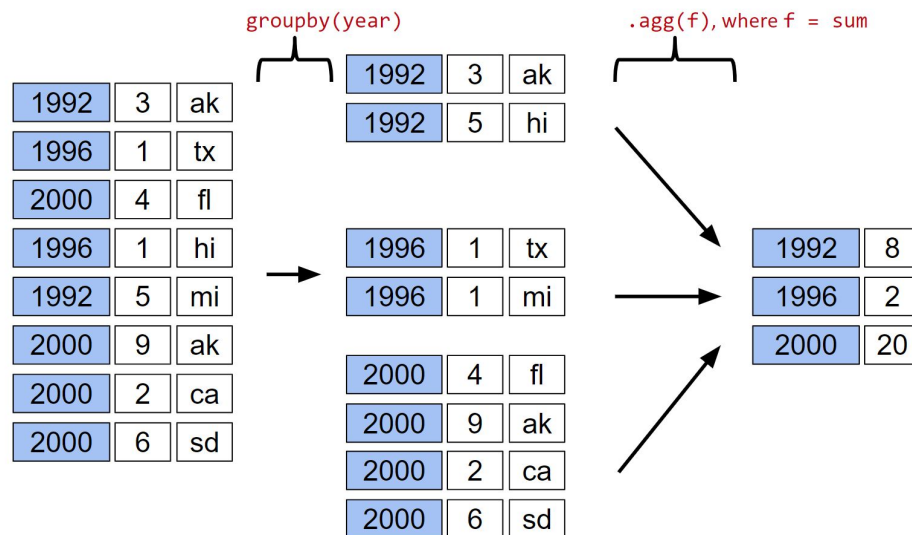 groupby(year)
.agg(f), where f = sum
1992 3 ak
1996 1 tx
2000 4 fl
1996 1 hi
1992 5 mi
2000 9 ak
2000 2 ca
2000 6 sd
1992 3 ak
1992 5 hi
1996 1 tx
1996 1 mi
2000 4 fl
2000 9 ak
2000 2 ca
2000 6 sd
1992 8
1996 2
2000 20